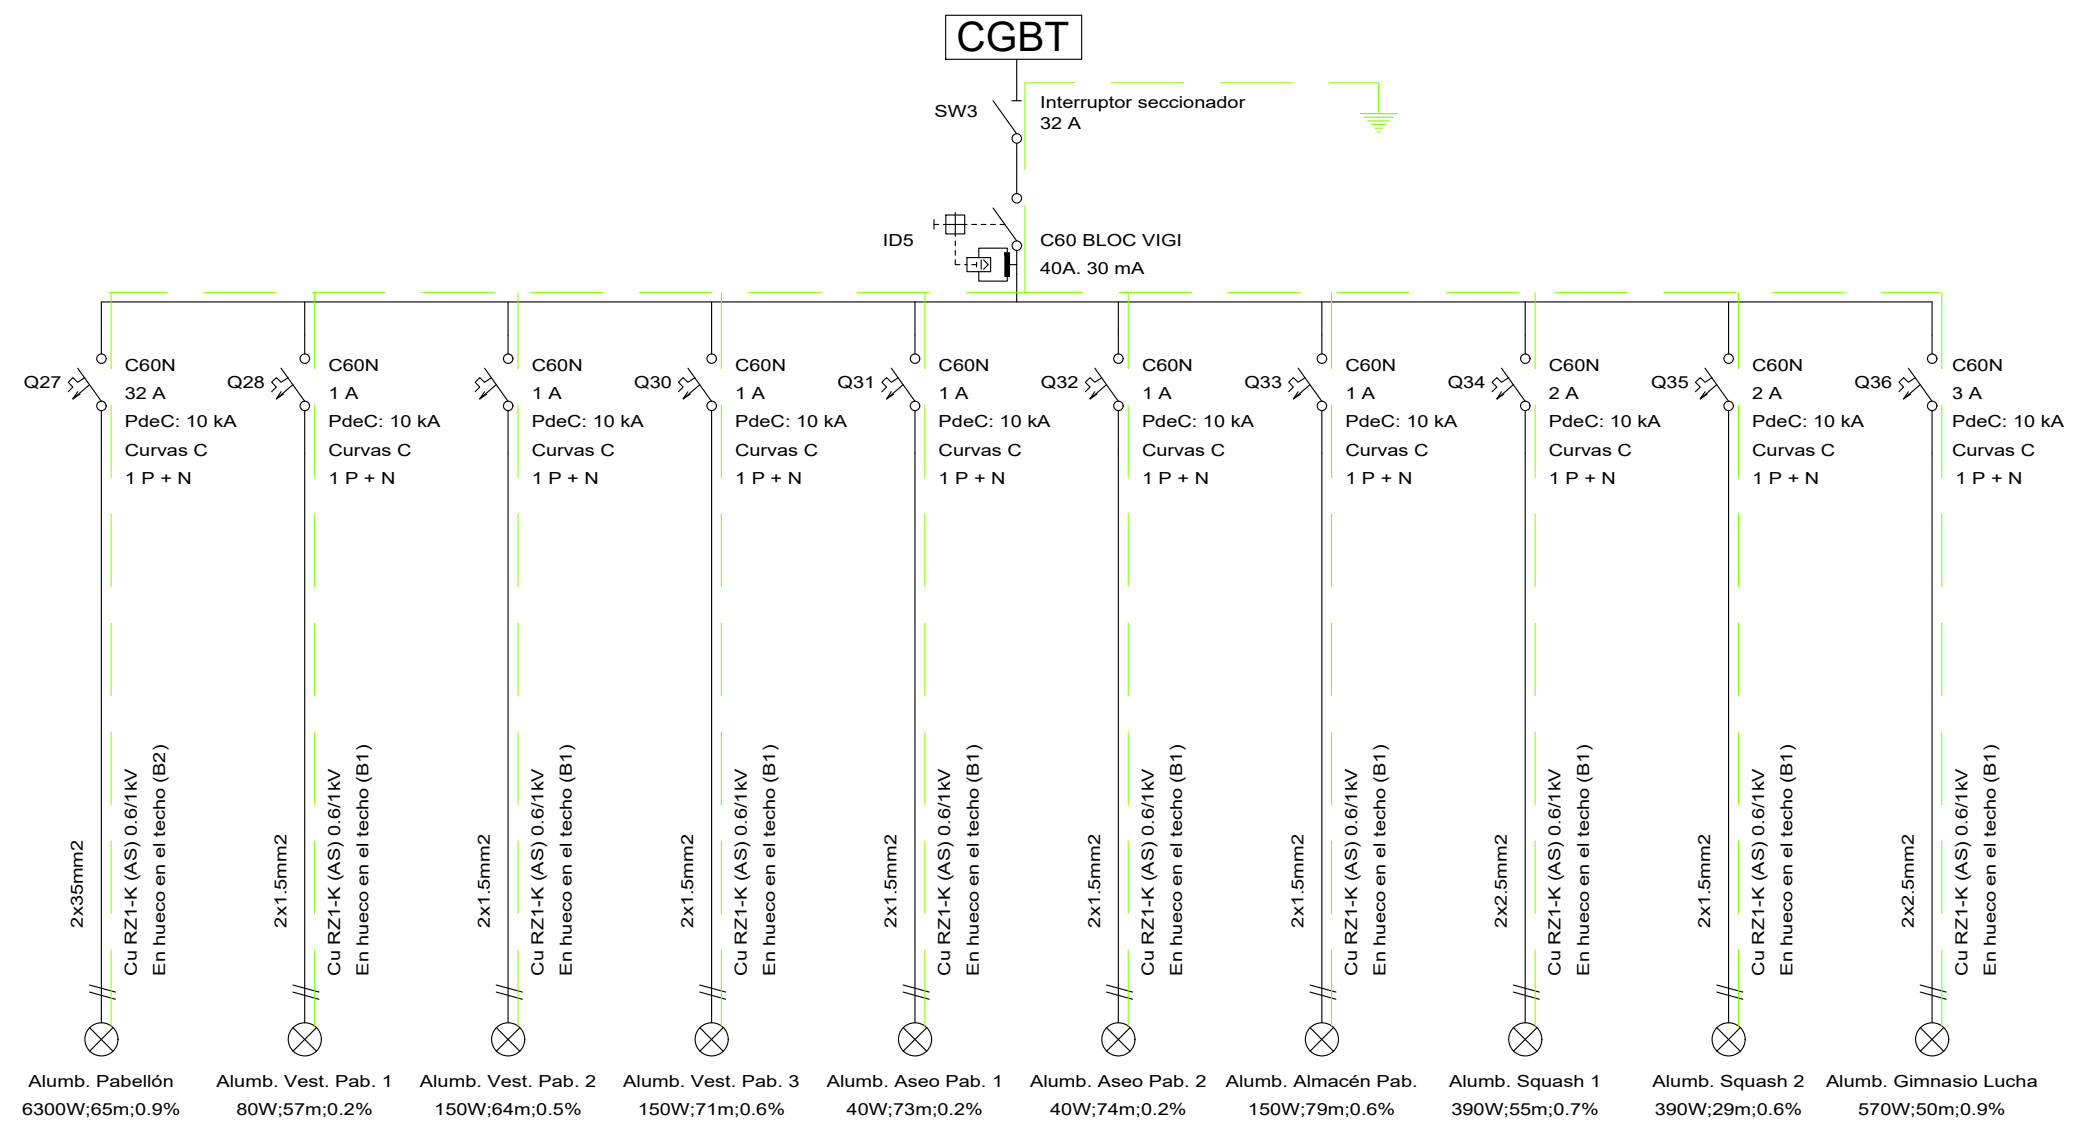 CGBT
SW3
Interruptor seccionador
32 A
ID5
C60 BLOC VIGI
40A. 30 mA
Q27
C60N
32 A
PdeC: 10 kA
Curvas C
1 P + N
Q28
C60N
1 A
PdeC: 10 kA
Curvas C
1 P + N
C60N
1 A
PdeC: 10 kA
Curvas C
1 P + N
Q30
C60N
1 A
PdeC: 10 kA
Curvas C
1 P + N
Q31
C60N
1 A
PdeC: 10 kA
Curvas C
1 P + N
Q32
C60N
1 A
PdeC: 10 kA
Curvas C
1 P + N
Q33
C60N
1 A
PdeC: 10 kA
Curvas C
1 P + N
Q34
C60N
2 A
PdeC: 10 kA
Curvas C
1 P + N
Q35
C60N
2 A
PdeC: 10 kA
Curvas C
1 P + N
Q36
C60N
3 A
PdeC: 10 kA
Curvas C
1 P + N
2x35mm2
Cu RZ1-K (AS) 0.6/1kV
En hueco en el techo (B2)
2x1.5mm2
Cu RZ1-K (AS) 0.6/1kV
En hueco en el techo (B1)
2x1.5mm2
Cu RZ1-K (AS) 0.6/1kV
En hueco en el techo (B1)
2x1.5mm2
Cu RZ1-K (AS) 0.6/1kV
En hueco en el techo (B1)
2x1.5mm2
Cu RZ1-K (AS) 0.6/1kV
En hueco en el techo (B1)
2x1.5mm2
Cu RZ1-K (AS) 0.6/1kV
En hueco en el techo (B1)
2x1.5mm2
Cu RZ1-K (AS) 0.6/1kV
En hueco en el techo (B1)
2x2.5mm2
Cu RZ1-K (AS) 0.6/1kV
En hueco en el techo (B1)
2x1.5mm2
Cu RZ1-K (AS) 0.6/1kV
En hueco en el techo (B1)
2x2.5mm2
Cu RZ1-K (AS) 0.6/1kV
En hueco en el techo (B1)
Alumb. Pabellón
6300W;65m;0.9%
Alumb. Vest. Pab. 1
80W;57m;0.2%
Alumb. Vest. Pab. 2
150W;64m;0.5%
Alumb. Vest. Pab. 3
150W;71m;0.6%
Alumb. Aseo Pab. 1
40W;73m;0.2%
Alumb. Aseo Pab. 2
40W;74m;0.2%
Alumb. Almacén Pab.
150W;79m;0.6%
Alumb. Squash 1
390W;55m;0.7%
Alumb. Squash 2
390W;29m;0.6%
Alumb. Gimnasio Lucha
570W;50m;0.9%